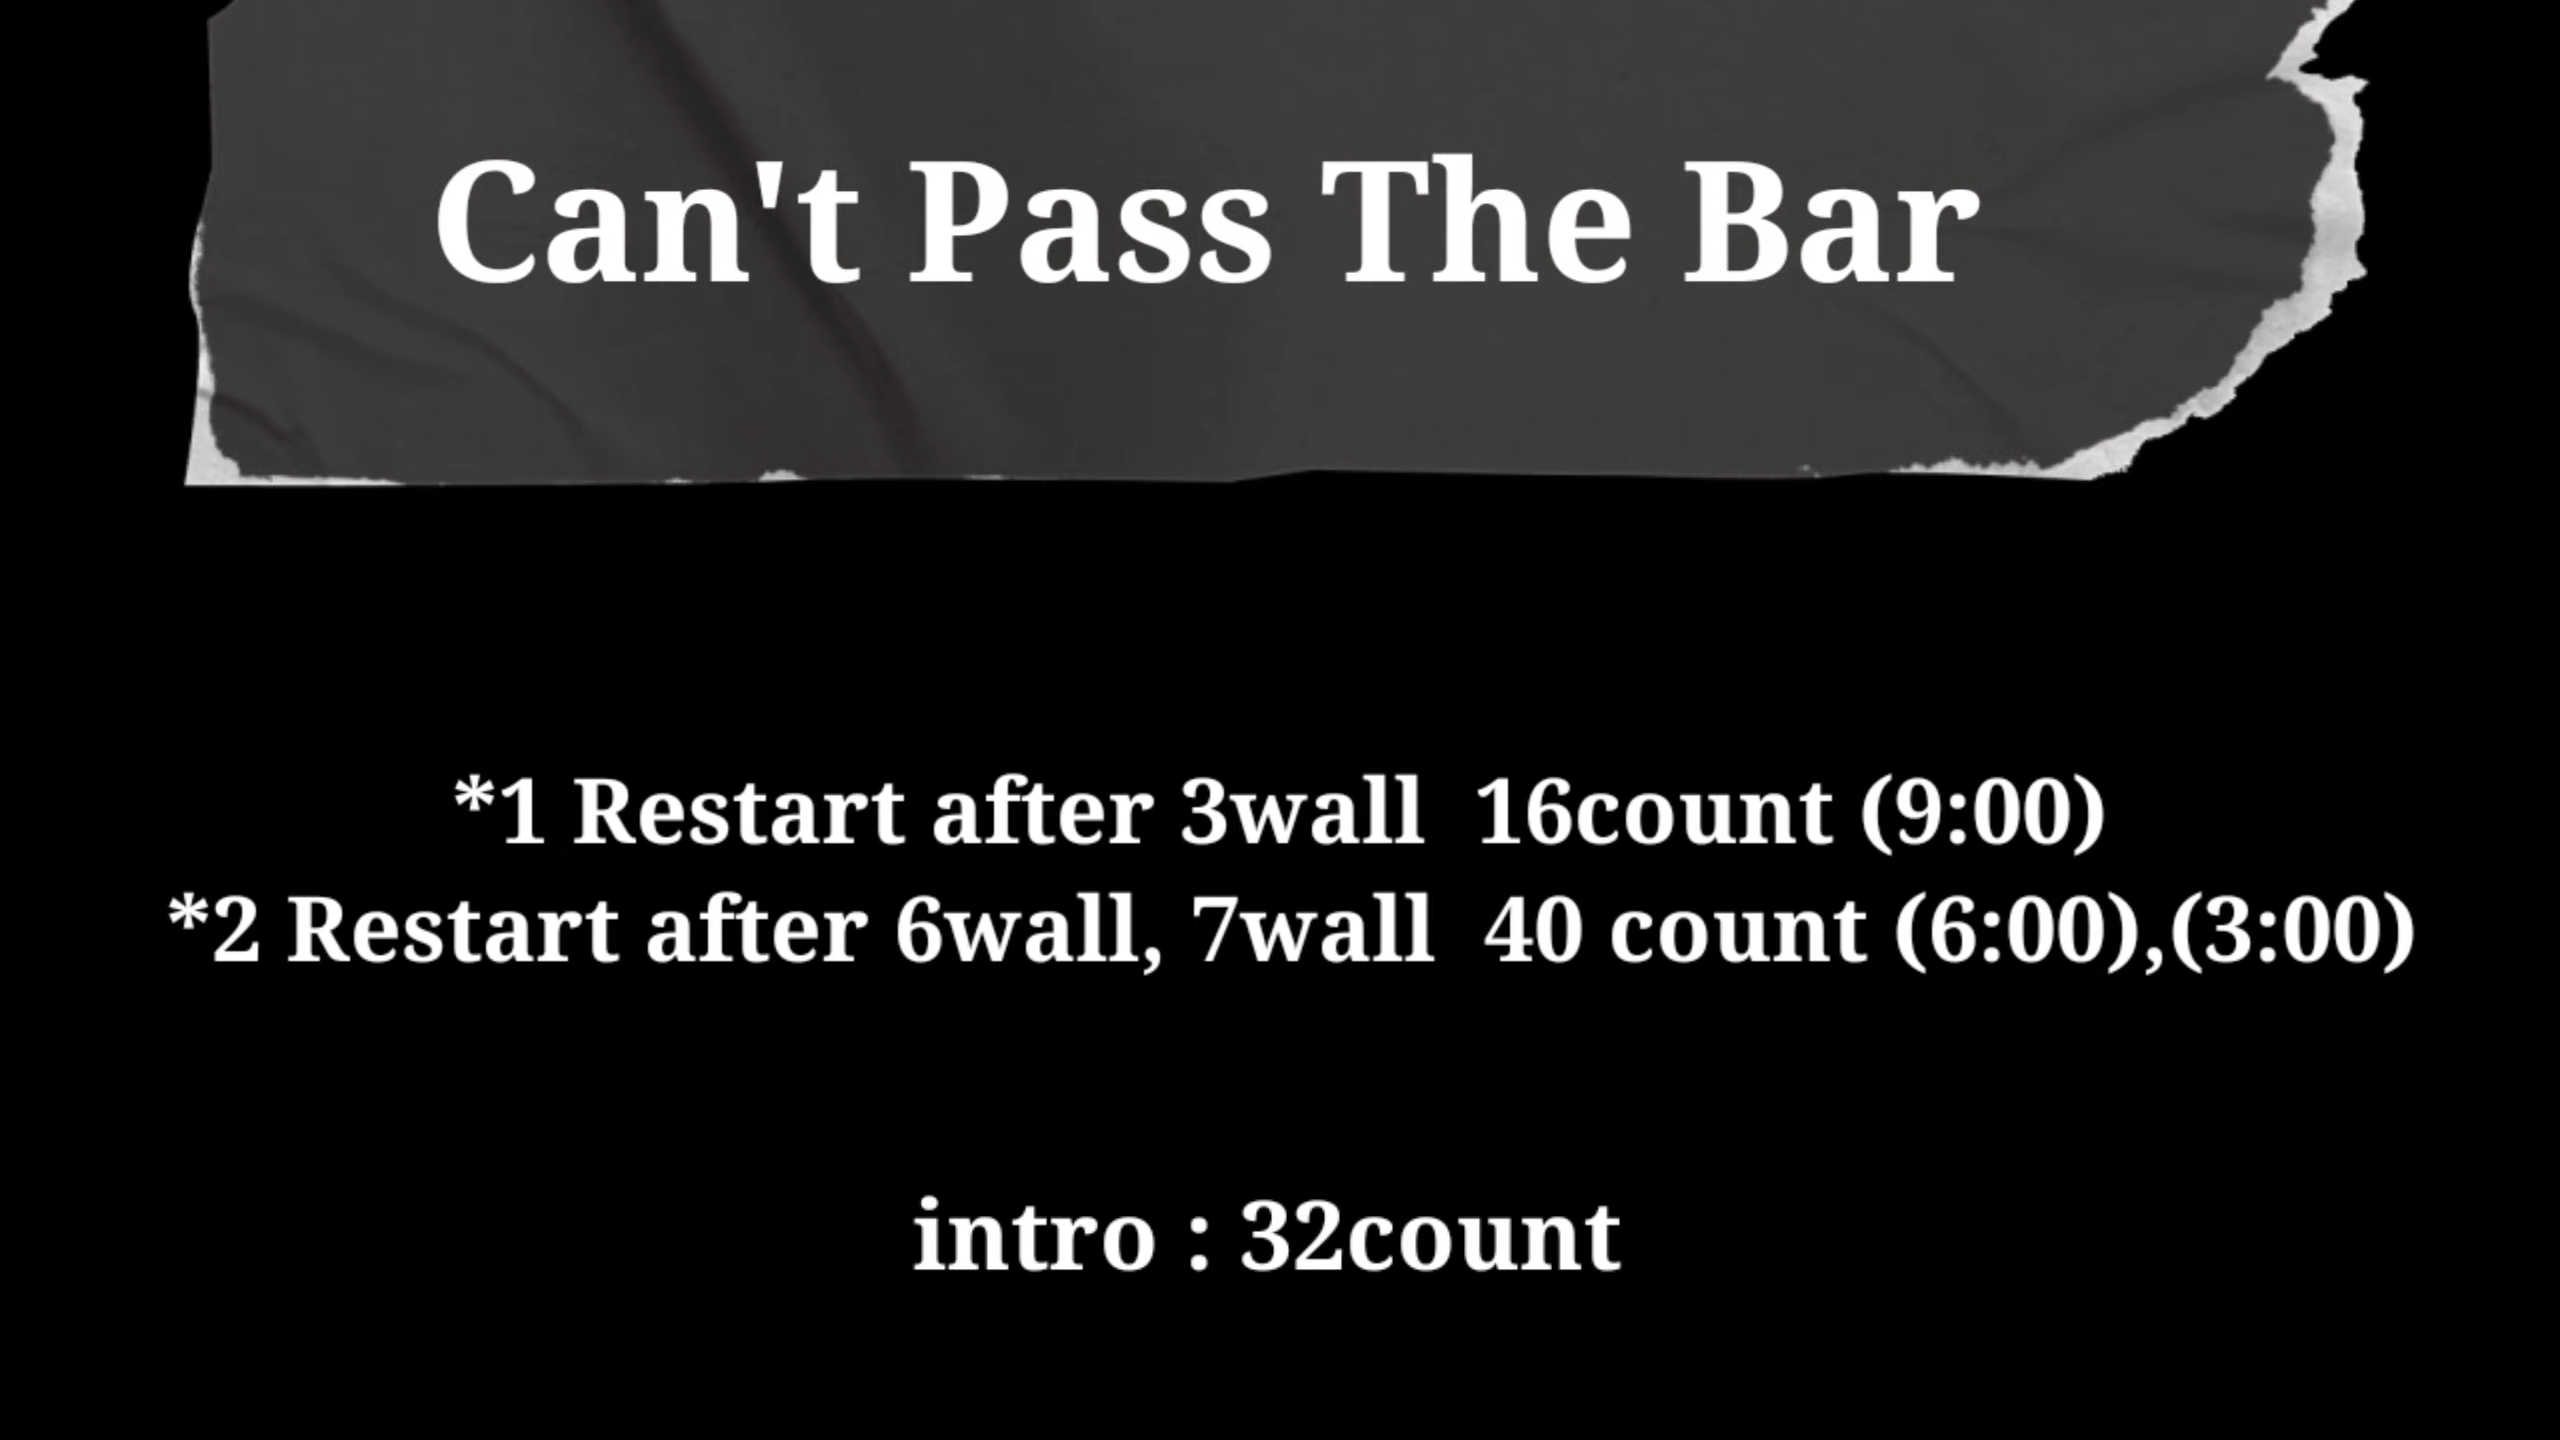 Can't Pass The Bar
*1 Restart after 3wall  16count (9:00)
*2 Restart after 6wall, 7wall  40 count (6:00),(3:00)
intro : 32count